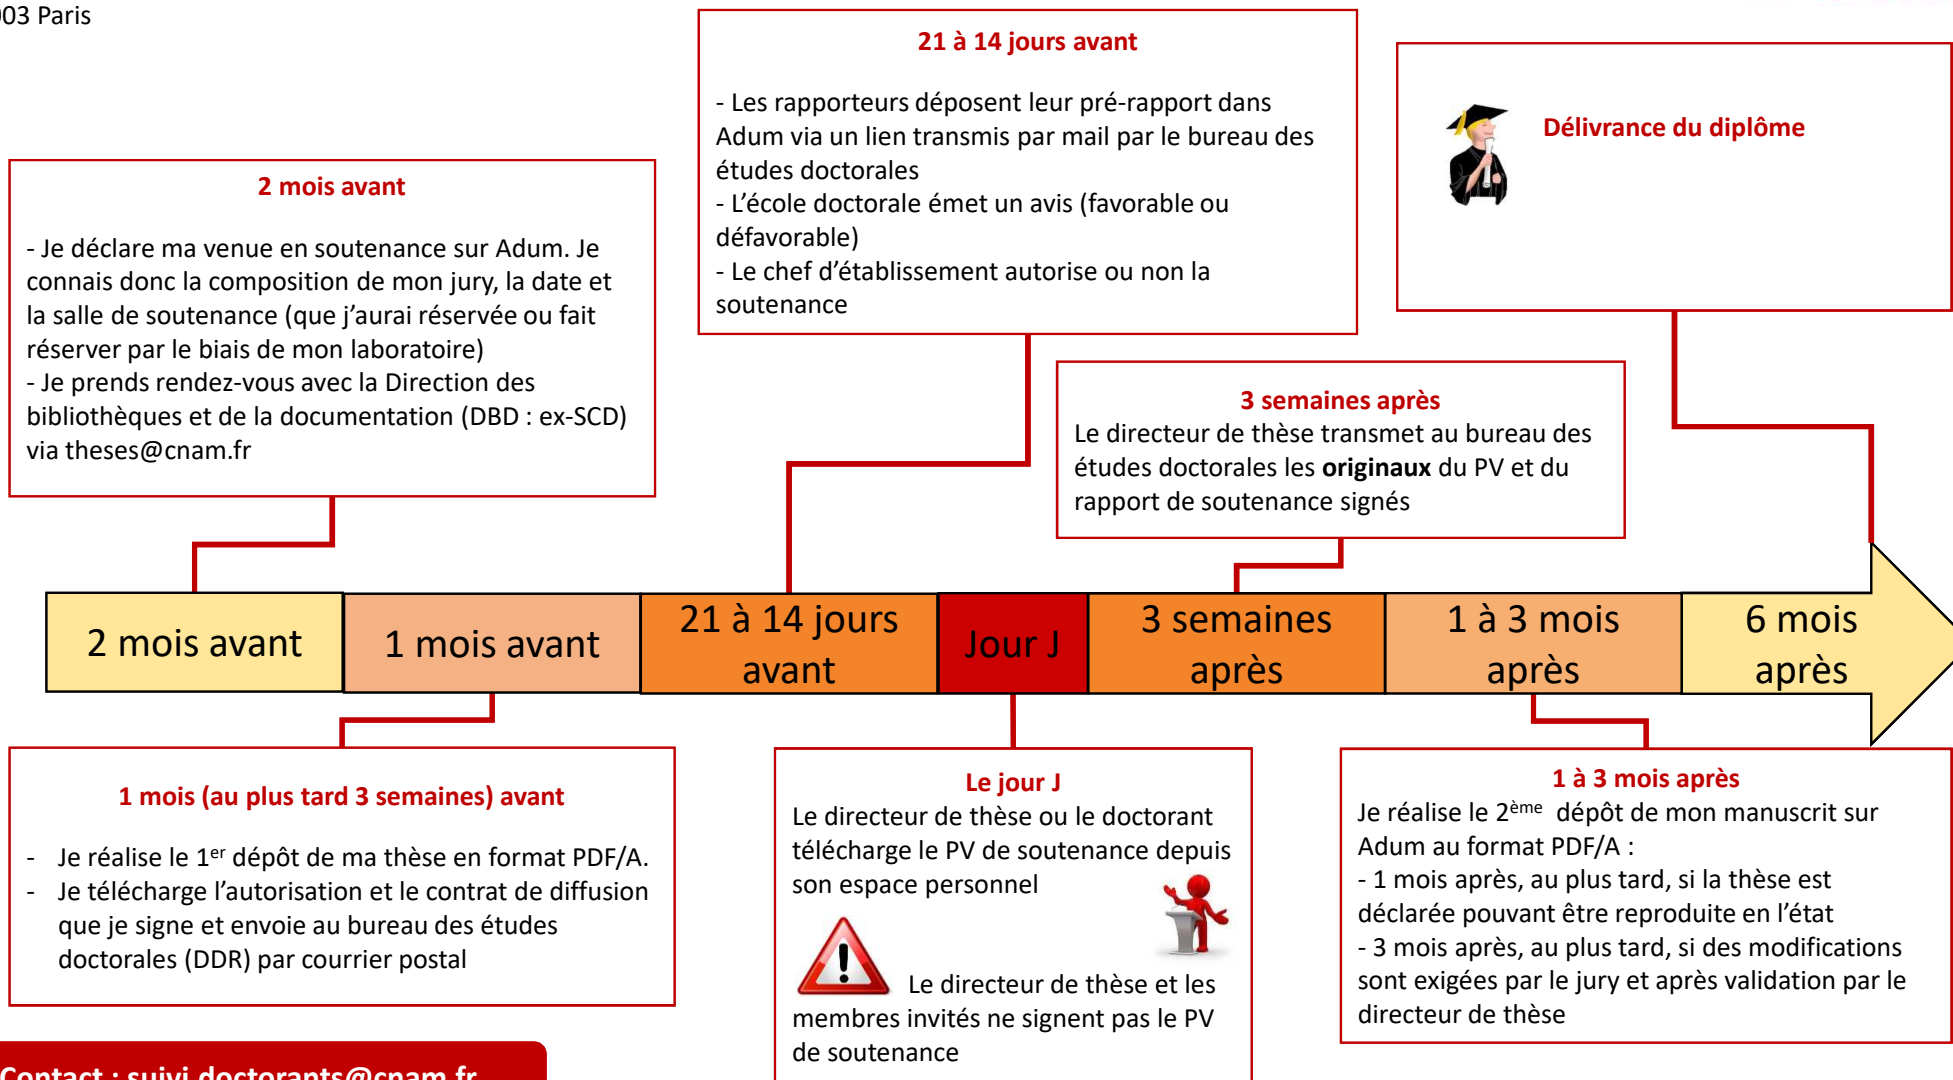 003 Paris
21 à 14 jours avant
- Les rapporteurs déposent leur pré-rapport dans
Adum via un lien transmis par mail par le bureau des
études doctorales
- L’école doctorale émet un avis (favorable ou
défavorable)
- Le chef d’établissement autorise ou non la
soutenance
Délivrance du diplôme
2 mois avant
- Je déclare ma venue en soutenance sur Adum. Je
connais donc la composition de mon jury, la date et
la salle de soutenance (que j’aurai réservée ou fait
réserver par le biais de mon laboratoire)
- Je prends rendez-vous avec la Direction des
bibliothèques et de la documentation (DBD : ex-SCD)
via theses@cnam.fr
3 semaines après
Le directeur de thèse transmet au bureau des
études doctorales les originaux du PV et du
rapport de soutenance signés
2 mois avant
1 mois avant
21 à 14 jours
avant
Jour J
3 semaines
après
1 à 3 mois
après
6 mois
après
1 mois (au plus tard 3 semaines) avant
- Je réalise le 1er dépôt de ma thèse en format PDF/A.
- Je télécharge l’autorisation et le contrat de diffusion
que je signe et envoie au bureau des études
doctorales (DDR) par courrier postal
Le jour J
Le directeur de thèse ou le doctorant
télécharge le PV de soutenance depuis
son espace personnel
Le directeur de thèse et les
membres invités ne signent pas le PV
de soutenance
1 à 3 mois après
Je réalise le 2ème dépôt de mon manuscrit sur
Adum au format PDF/A :
- 1 mois après, au plus tard, si la thèse est
déclarée pouvant être reproduite en l’état
- 3 mois après, au plus tard, si des modifications
sont exigées par le jury et après validation par le
directeur de thèse
Contact : suivi.doctorants@cnam.fr